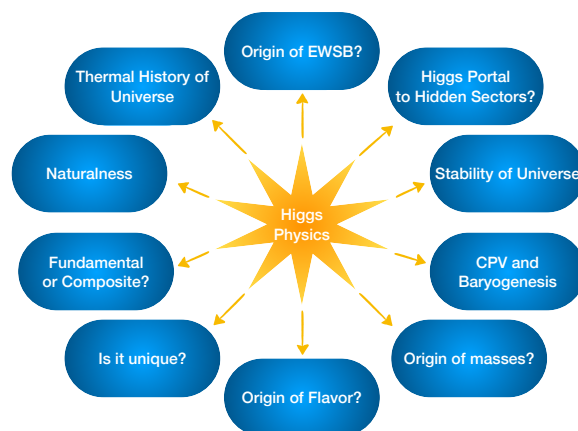 Origin of EWSB?
Thermal History of
Universe
Higgs Portal
to Hidden Sectors?
Naturalness
Stability of Universe
Higgs
Physics
Fundamental
or Composite?
CPV and
Baryogenesis
Is it unique?
Origin of masses?
Origin of Flavor?